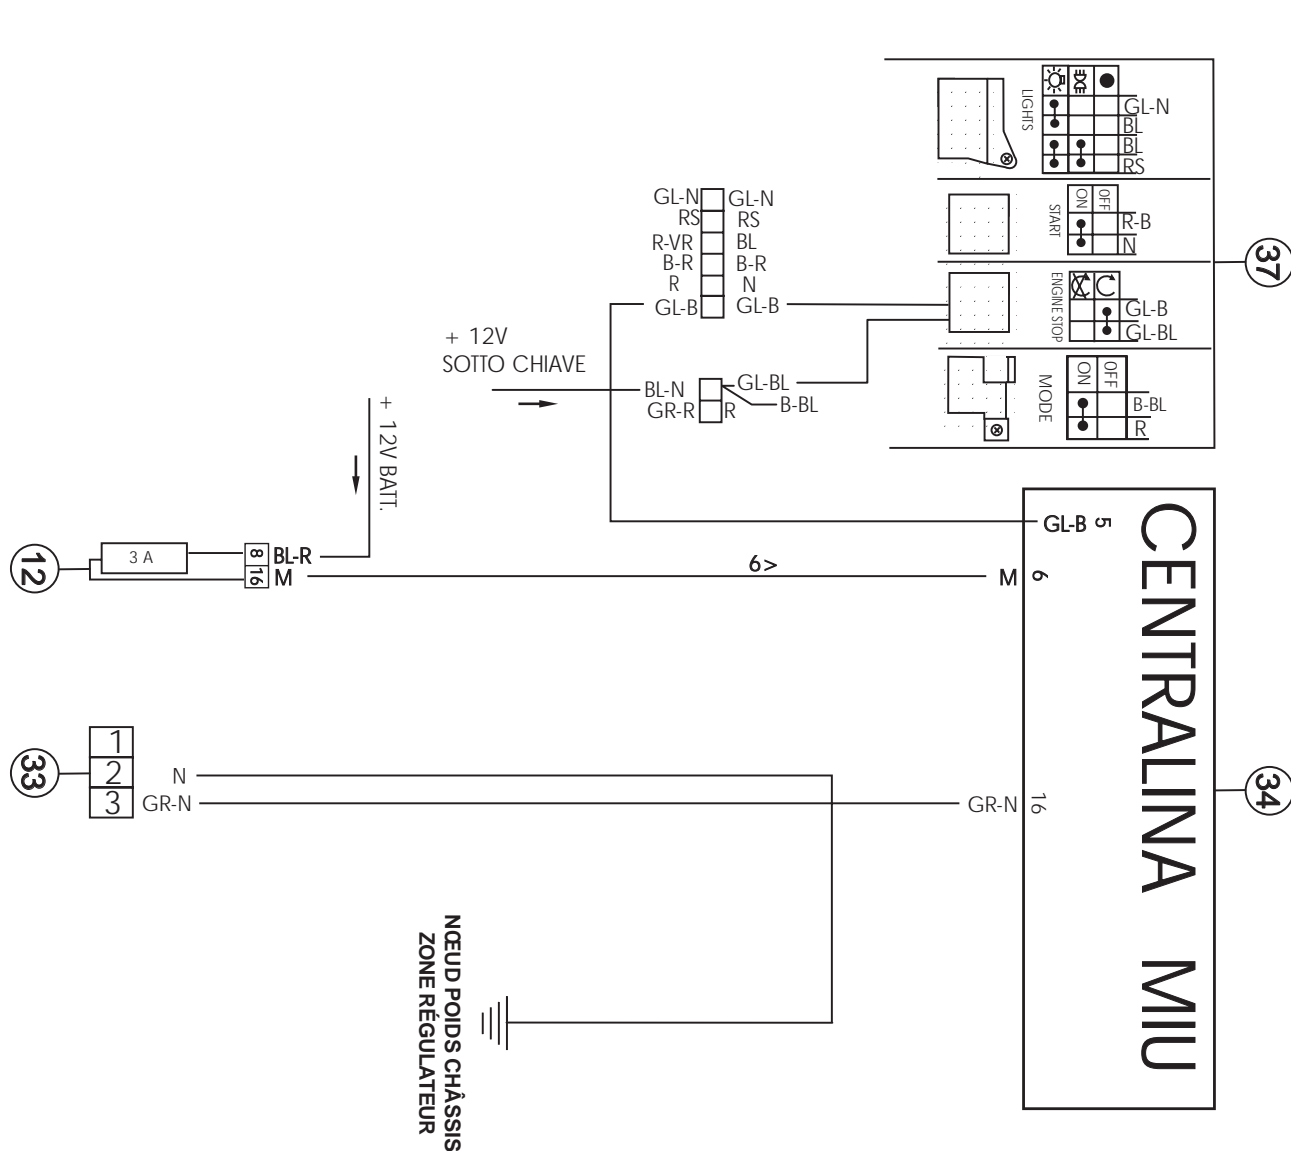 LIGHTS
GL-N
BL
BL
RS
START
ON
OFF
R-B
N
ENGINE STOP
GL-B
GL-BL
MODE
ON
OFF
B-BL
R
37
GL-N
GL-N
RS
RS
R-VR
BL
B-R
B-R
R
N
GL-B
GL-B
+ 12V
SOTTO CHIAVE
BL-N
GL-BL
GR-R
R
B-BL
+ 12V BATT.
12
3 A
8
BL-R
16
M
6>
M
6
GL-B
5
CENTRALINA MIU
34
33
1
2
N
3
GR-N
GR-N
16
NŒUD POIDS CHÂSSIS
ZONE RÉGULATEUR